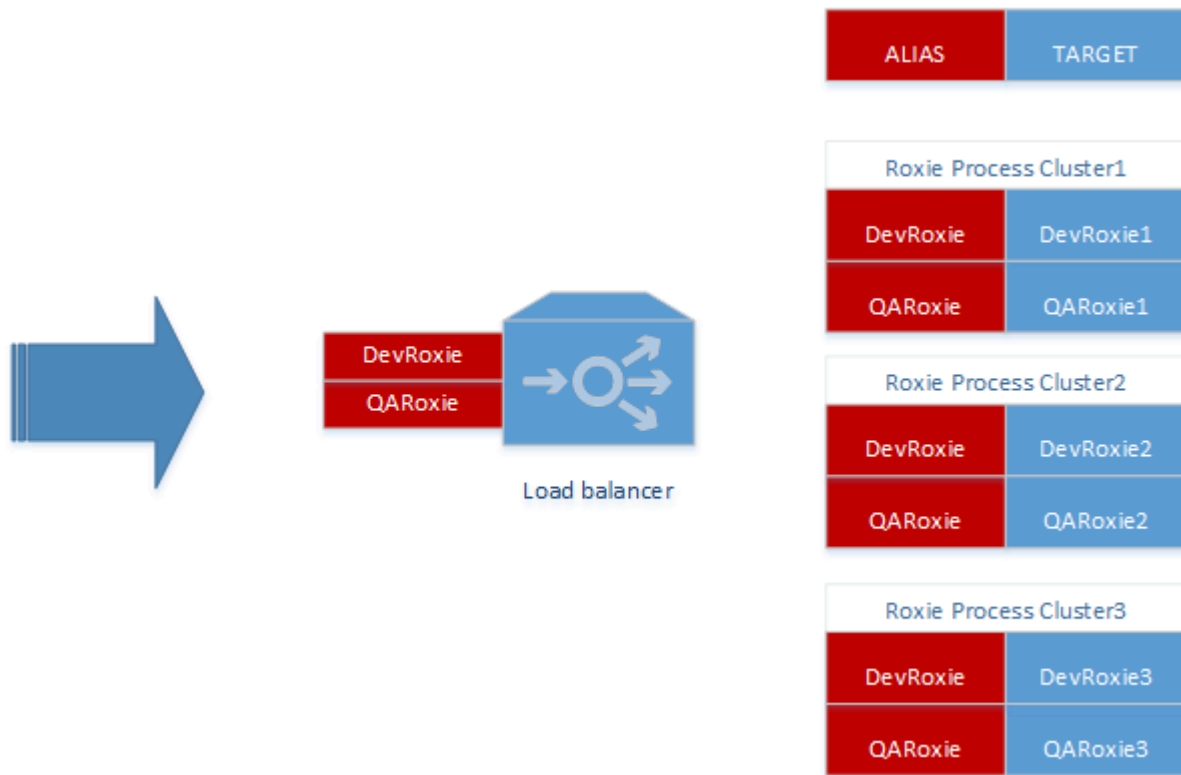 ALIAS TARGET
Roxie Process Cluster1
DevRoxie DevRoxie1
QARoxie QARoxie1
DevRoxie
QARoxie
Load balancer
Roxie Process Cluster2
DevRoxie DevRoxie2
QARoxie QARoxie2
Roxie Process Cluster3
DevRoxie DevRoxie3
QARoxie QARoxie3